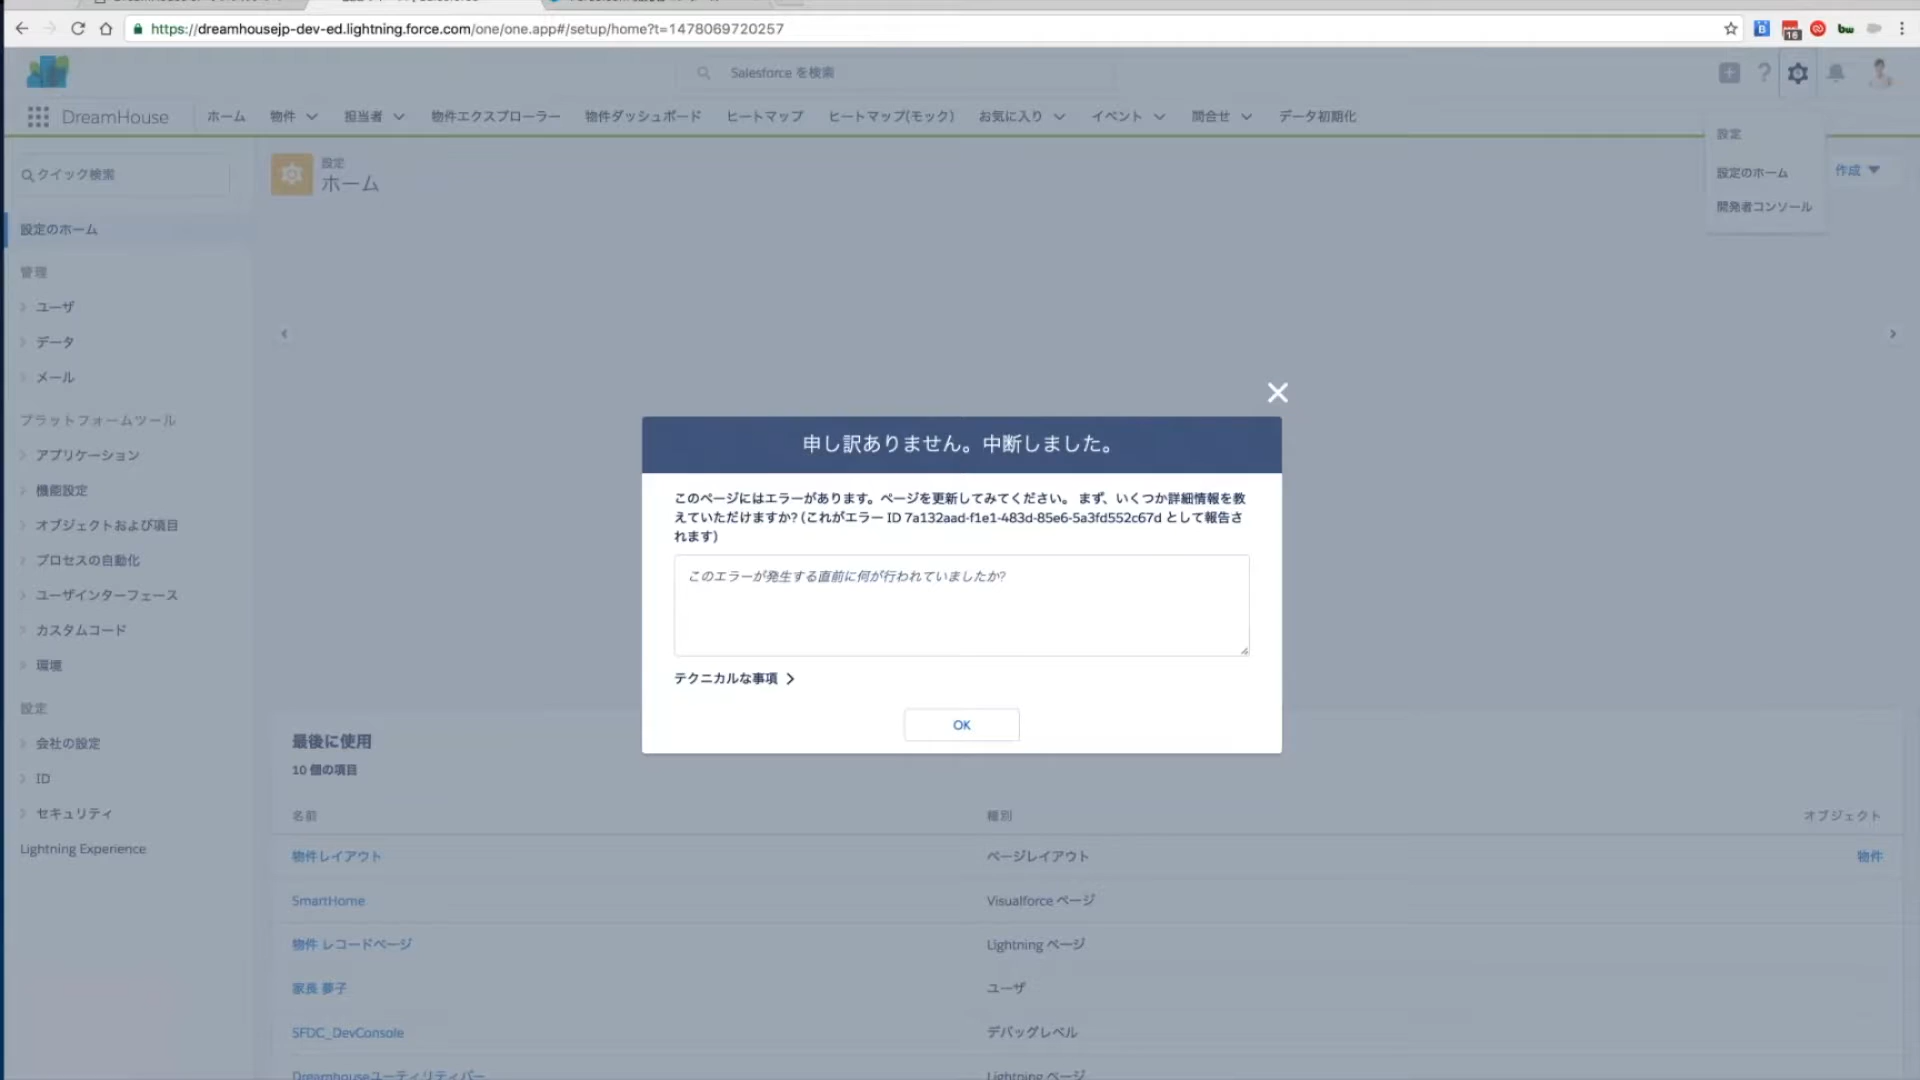 https://dreamhousejp-dev-ed.lightning.force.com/one/one.app#/setup/home?t=1478069720257
16
bw
Salesforce を検索
DreamHouse
ホーム
物件
担当者
物件エクスプローラー
物件ダッシュボード
ヒートマップ
ヒートマップ(モック)
お気に入り
イベント
問合せ
データ初期化
設定
設定のホーム
開発者コンソール
作成
クイック検索
設定
ホーム
設定のホーム
管理
ユーザ
データ
メール
プラットフォームツール
アプリケーション
機能設定
オブジェクトおよび項目
プロセスの自動化
ユーザインターフェース
カスタムコード
環境
設定
会社の設定
ID
セキュリティ
Lightning Experience
申し訳ありません。中断しました。
このページにはエラーがあります。ページを更新してみてください。 まず、いくつか詳細情報を教
えていただけますか? (これがエラー ID 7a132aad-f1e1-483d-85e6-5a3fd552c67d として報告さ
れます)
このエラーが発生する直前に何が行われていましたか?
テクニカルな事項
OK
最後に使用
10 個の項目
名前 種別 オブジェクト
物件レイアウト ページレイアウト 物件
SmartHome Visualforce ページ
物件 レコードページ Lightning ページ
家長 夢子 ユーザ
SFDC_DevConsole デバッグレベル
Dreamhouseユーティリティバー Lightning ページ